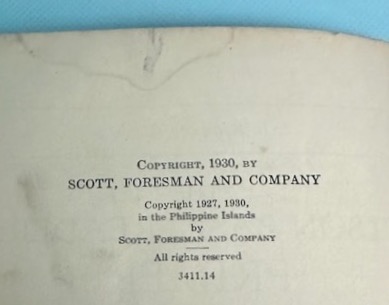 COPYRIGHT, 1930, BY
SCOTT, FORESMAN AND COMPANY
Copyright 1927, 1930,
in the Philippine Islands
by
SCOTT, FORESMAN AND COMPANY
All rights reserved
3411.14